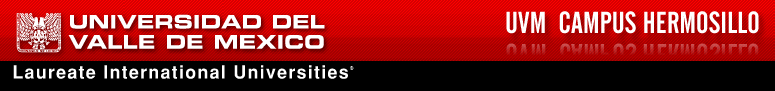 UNIVERSIDAD DEL
VALLE DE MEXICO
UVM CAMPUS HERMOSILLO
Laureate International Universities®